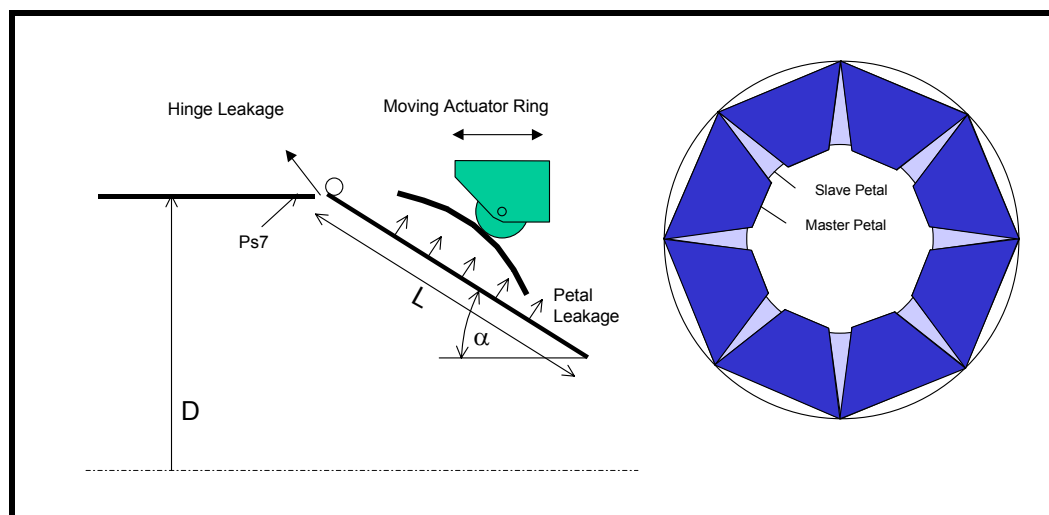 Hinge Leakage
Moving Actuator Ring
Ps7
L
α
Petal
Leakage
D
Slave Petal
Master Petal